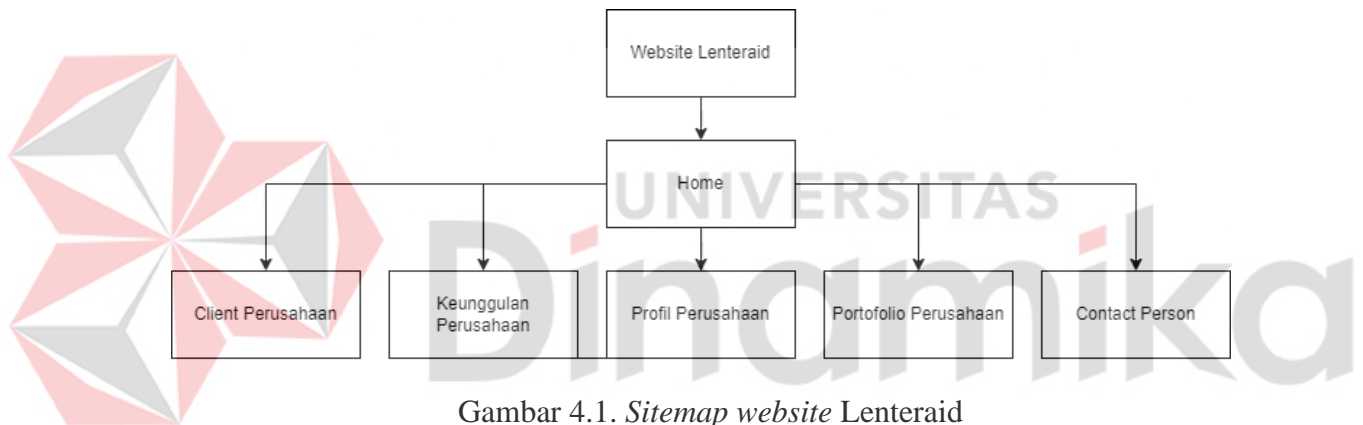 Website Lenteraid
Home
UNIVERSITAS
Dinamika
Client Perusahaan
Keunggulan
Perusahaan
Profil Perusahaan
Portofolio Perusahaan
Contact Person
Gambar 4.1. Sitemap website Lenteraid